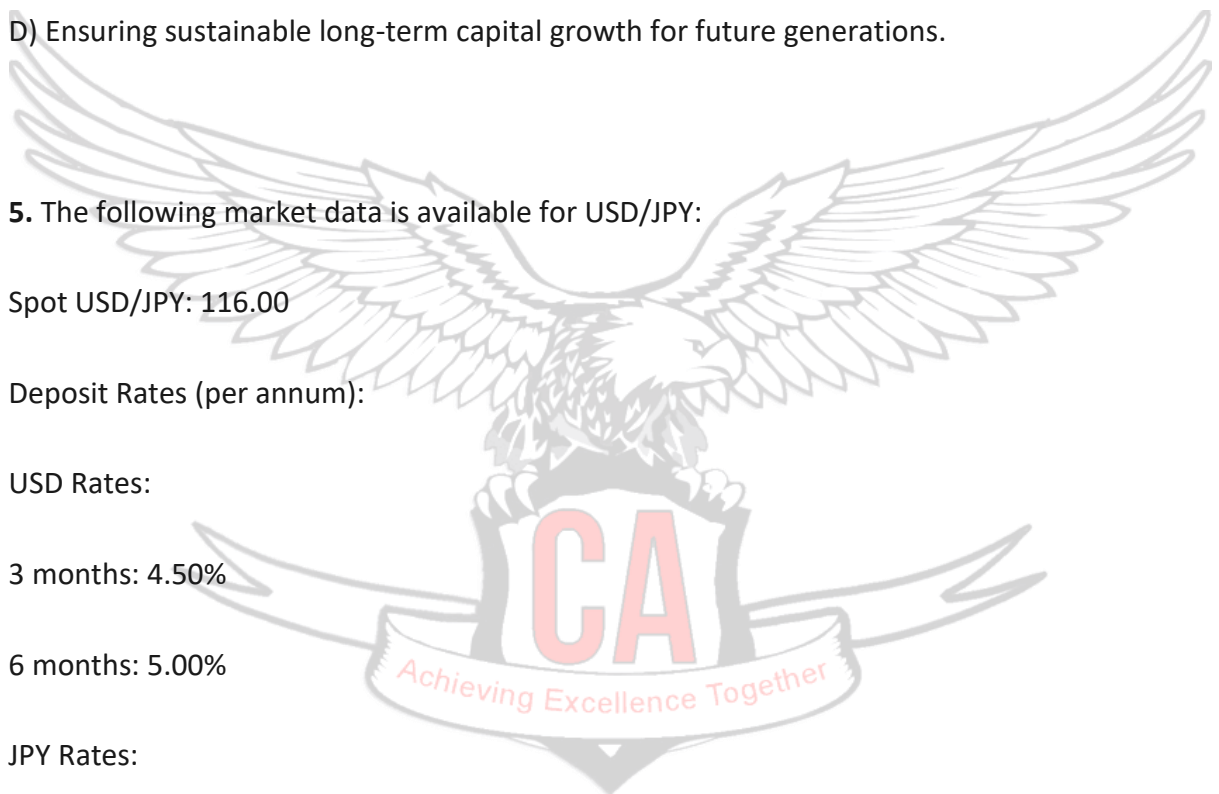 D) Ensuring sustainable long-term capital growth for future generations.
5. The following market data is available for USD/JPY:
Spot USD/JPY: 116.00
Deposit Rates (per annum):
USD Rates:
3 months: 4.50%
CA
6 months: 5.00%
Achieving Excellence Together
JPY Rates: